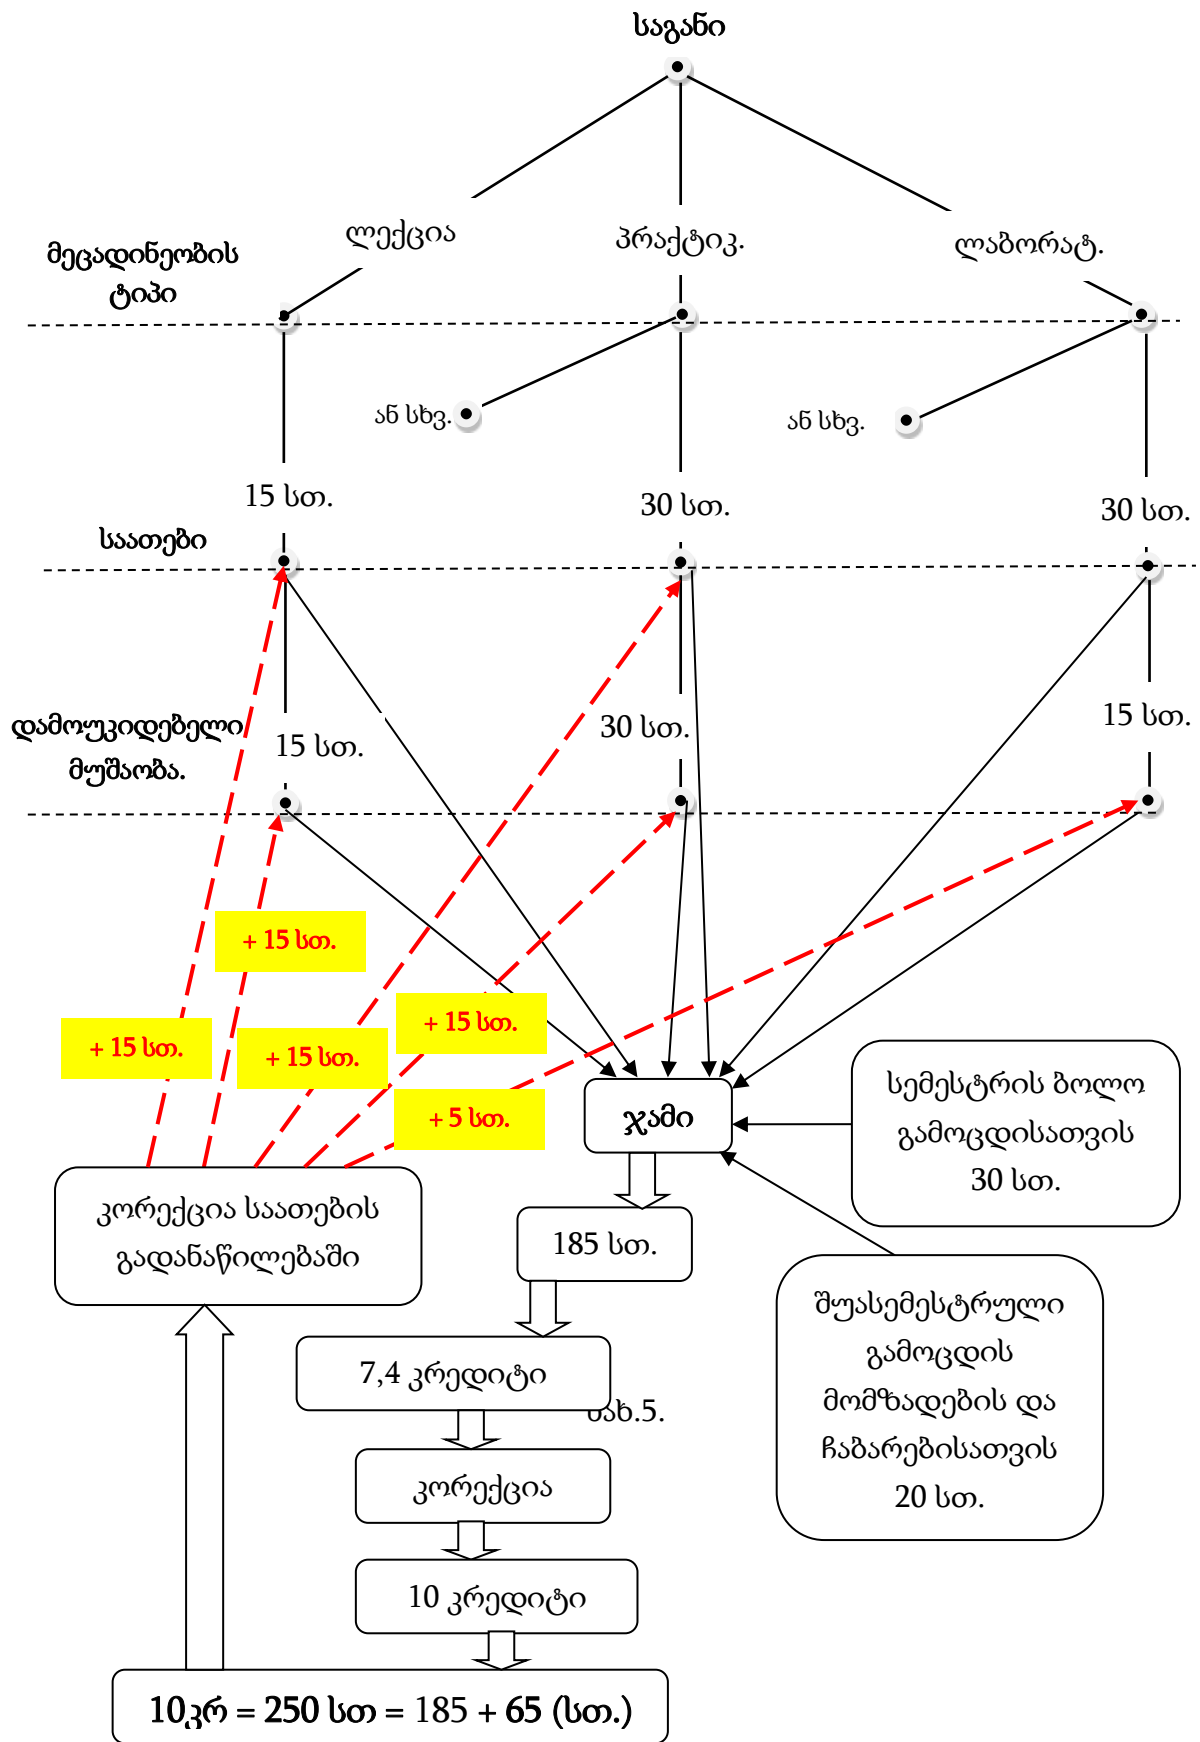 საგანი
ლექცია
პრაქტიკ.
ლაბორატ.
მეცადინეობის
ტიპი
ან სხვ.
ან სხვ.
15 სთ.
30 სთ.
30 სთ.
საათები
დამოუკიდებელი
მუშაობა.
15 სთ.
30 სთ.
15 სთ.
+ 15 სთ.
+ 15 სთ.
+ 15 სთ.
+ 15 სთ.
+ 5 სთ.
ჯამი
სემესტრის ბოლო
გამოცდისათვის
30 სთ.
კორექცია საათების
გადანაწილებაში
185 სთ.
შუასემესტრული
გამოცდის
მომზადების და
ჩაბარებისათვის
20 სთ.
7,4 კრედიტი
ნახ.5.
კორექცია
10 კრედიტი
10კრ = 250 სთ = 185 + 65 (სთ.)